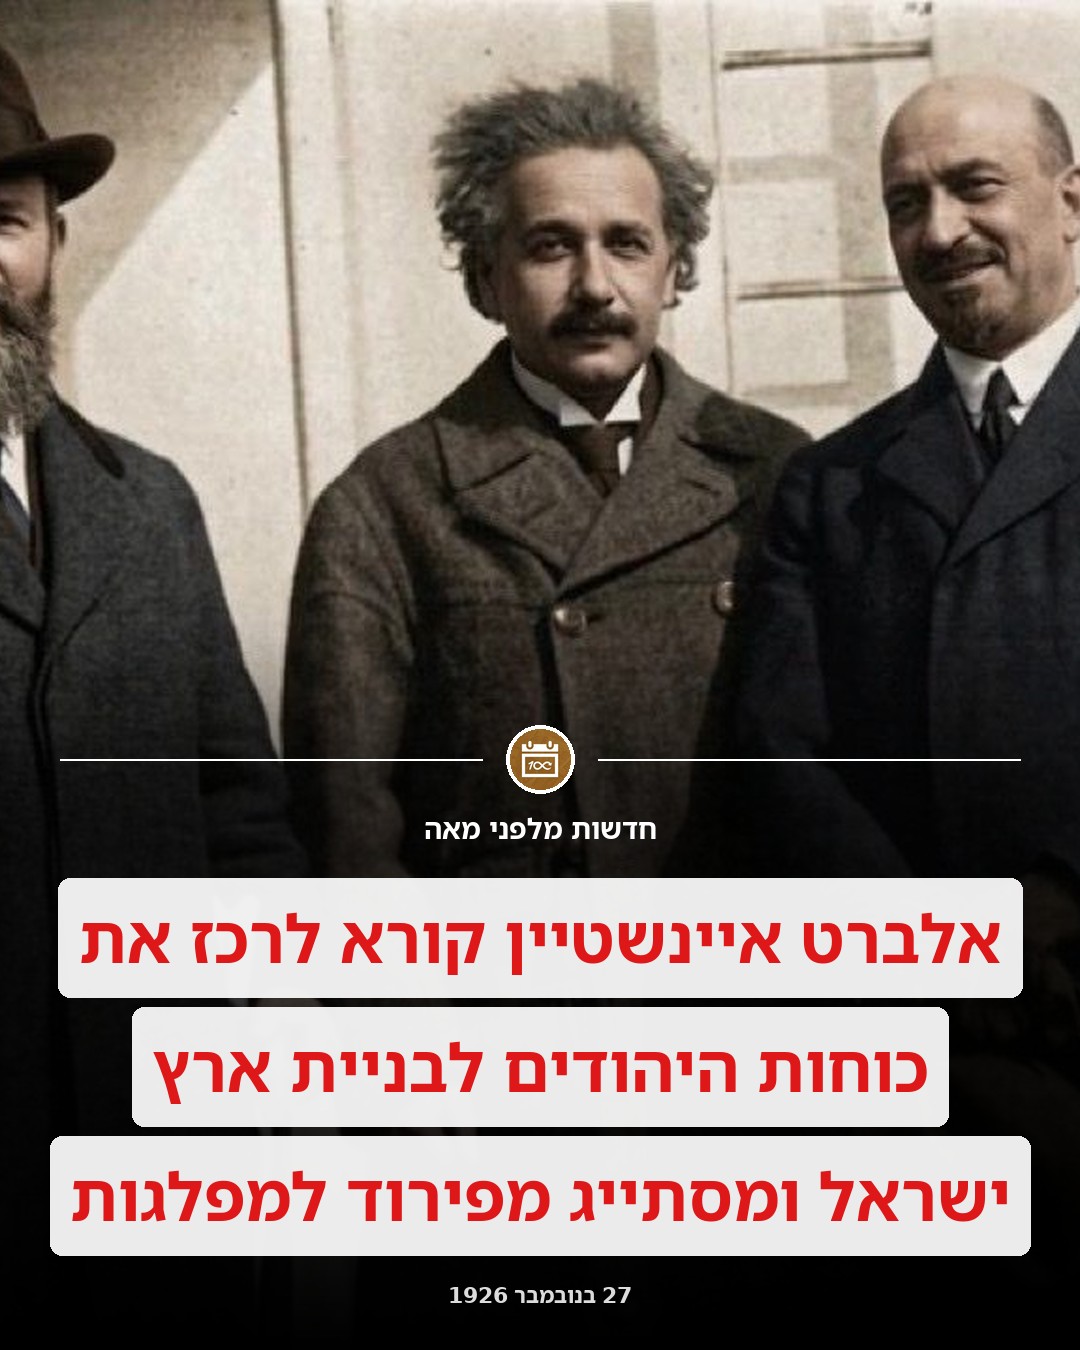 100
חדשות מלפני מאה
אלברט איינשטיין קורא לרכז את
כוחות היהודים לבניית ארץ
ישראל ומסתייג מפירוד למפלגות
27 בנובמבר 1926